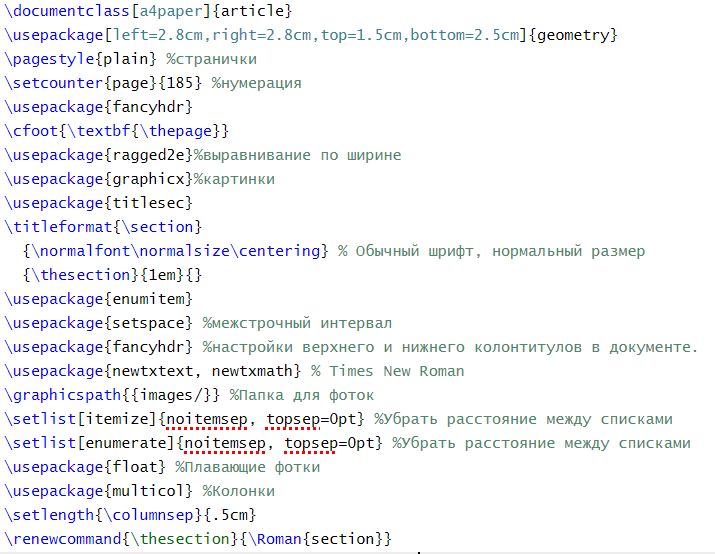 \documentclass[a4paper]{article}
\usepackage[left=2.8cm,right=2.8cm,top=1.5cm,bottom=2.5cm]{geometry}
\pagestyle{plain} %странички
\setcounter{page}{185} %нумерация
\usepackage{fancyhdr}
\cfoot{\textbf{\thepage}}
\usepackage{ragged2e}%выравнивание по ширине
\usepackage{graphicx}%картинки
\usepackage{titlesec}
\titleformat{\section}
  {\normalfont\normalsize\centering} % Обычный шрифт, нормальный размер
  {\thesection}{1em}{}
\usepackage{enumitem}
\usepackage{setspace} %межстрочный интервал
\usepackage{fancyhdr} %настройки верхнего и нижнего колонтитулов в документе.
\usepackage{newtxtext, newtxmath} % Times New Roman
\graphicspath{{images/}} %Папка для фоток
\setlist[itemize]{noitemsep, topsep=0pt} %Убрать расстояние между списками
\setlist[enumerate]{noitemsep, topsep=0pt} %Убрать расстояние между списками
\usepackage{float} %Плавающие фотки
\usepackage{multicol} %Колонки
\setlength{\columnsep}{.5cm}
\renewcommand{\thesection}{\Roman{section}}